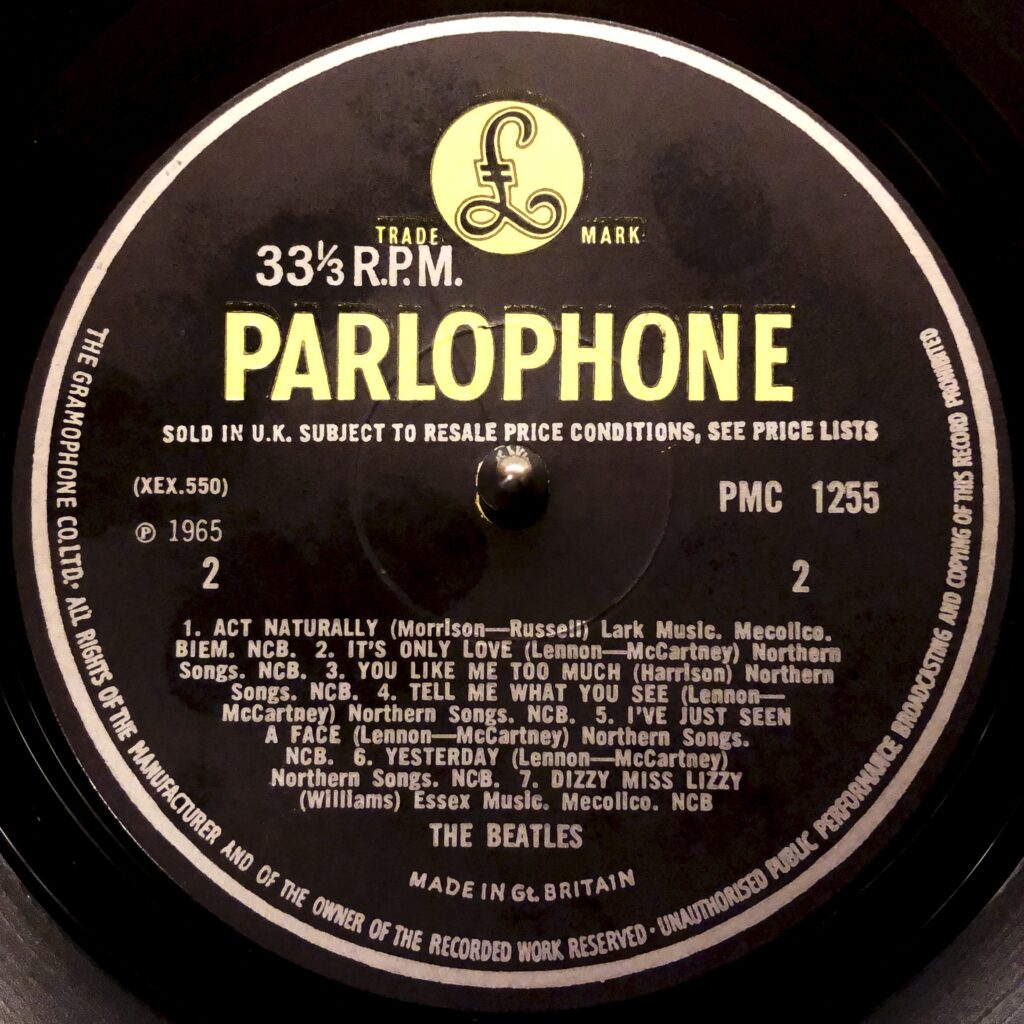 £
TRADE MARK
33⅓ R.P.M.
PARLOPHONE
SOLD IN U.K. SUBJECT TO RESALE PRICE CONDITIONS, SEE PRICE LISTS
(XEX.550)
PMC 1255
℗ 1965
2
2
1. ACT NATURALLY (Morrison—Russell) Lark Music. Mecolico.
BIEM. NCB. 2. IT'S ONLY LOVE (Lennon—McCartney) Northern
Songs. NCB. 3. YOU LIKE ME TOO MUCH (Harrison) Northern
Songs. NCB. 4. TELL ME WHAT YOU SEE (Lennon—
McCartney) Northern Songs. NCB. 5. I'VE JUST SEEN
A FACE (Lennon—McCartney) Northern Songs.
NCB. 6. YESTERDAY (Lennon—McCartney)
Northern Songs. NCB. 7. DIZZY MISS LIZZY
(Williams) Essex Music. Mecolico. NCB
THE BEATLES
MADE IN Gt. BRITAIN
THE GRAMOPHONE CO. LTD. · ALL RIGHTS OF THE MANUFACTURER AND OF THE OWNER OF THE RECORDED WORK RESERVED · UNAUTHORISED PUBLIC PERFORMANCE BROADCASTING AND COPYING OF THIS RECORD PROHIBITED